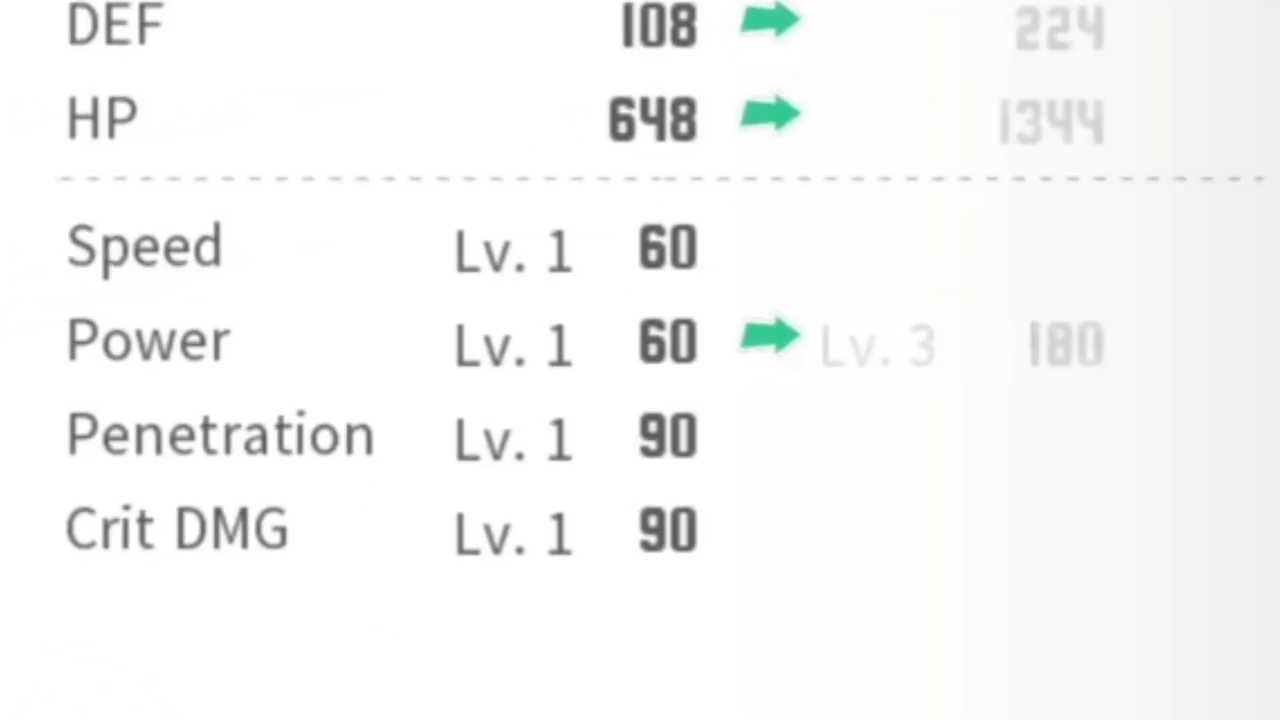 DEF 108 224
HP 648 1344
Speed Lv. 1 60
Power Lv. 1 60 Lv. 3 180
Penetration Lv. 1 90
Crit DMG Lv. 1 90